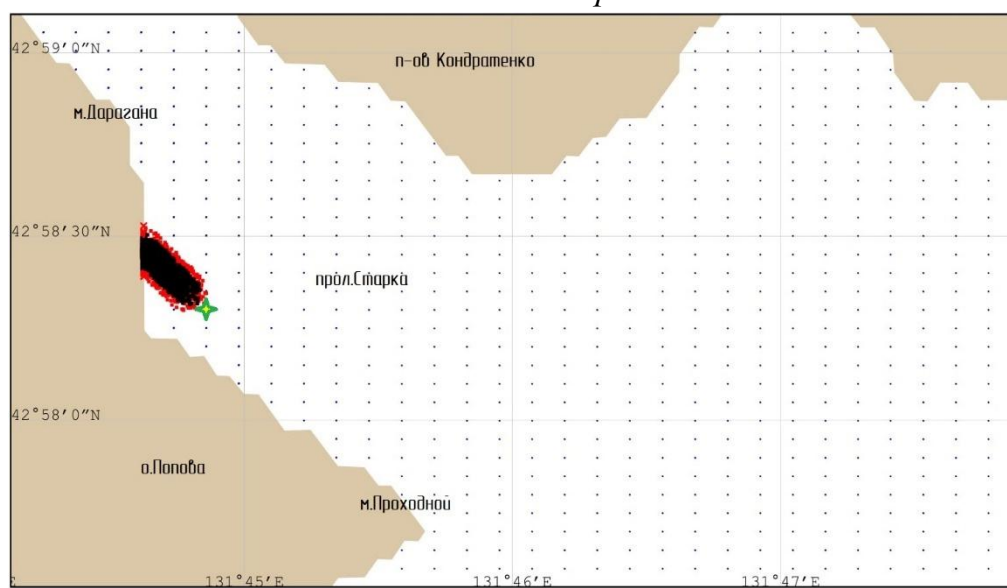 42°59′0″N
п-ов Кондратенко
м.Дарагана
42°58′30″N
прол.Старка
42°58′0″N
о.Попова
м.Проходной
E
131°45′E
131°46′E
131°47′E